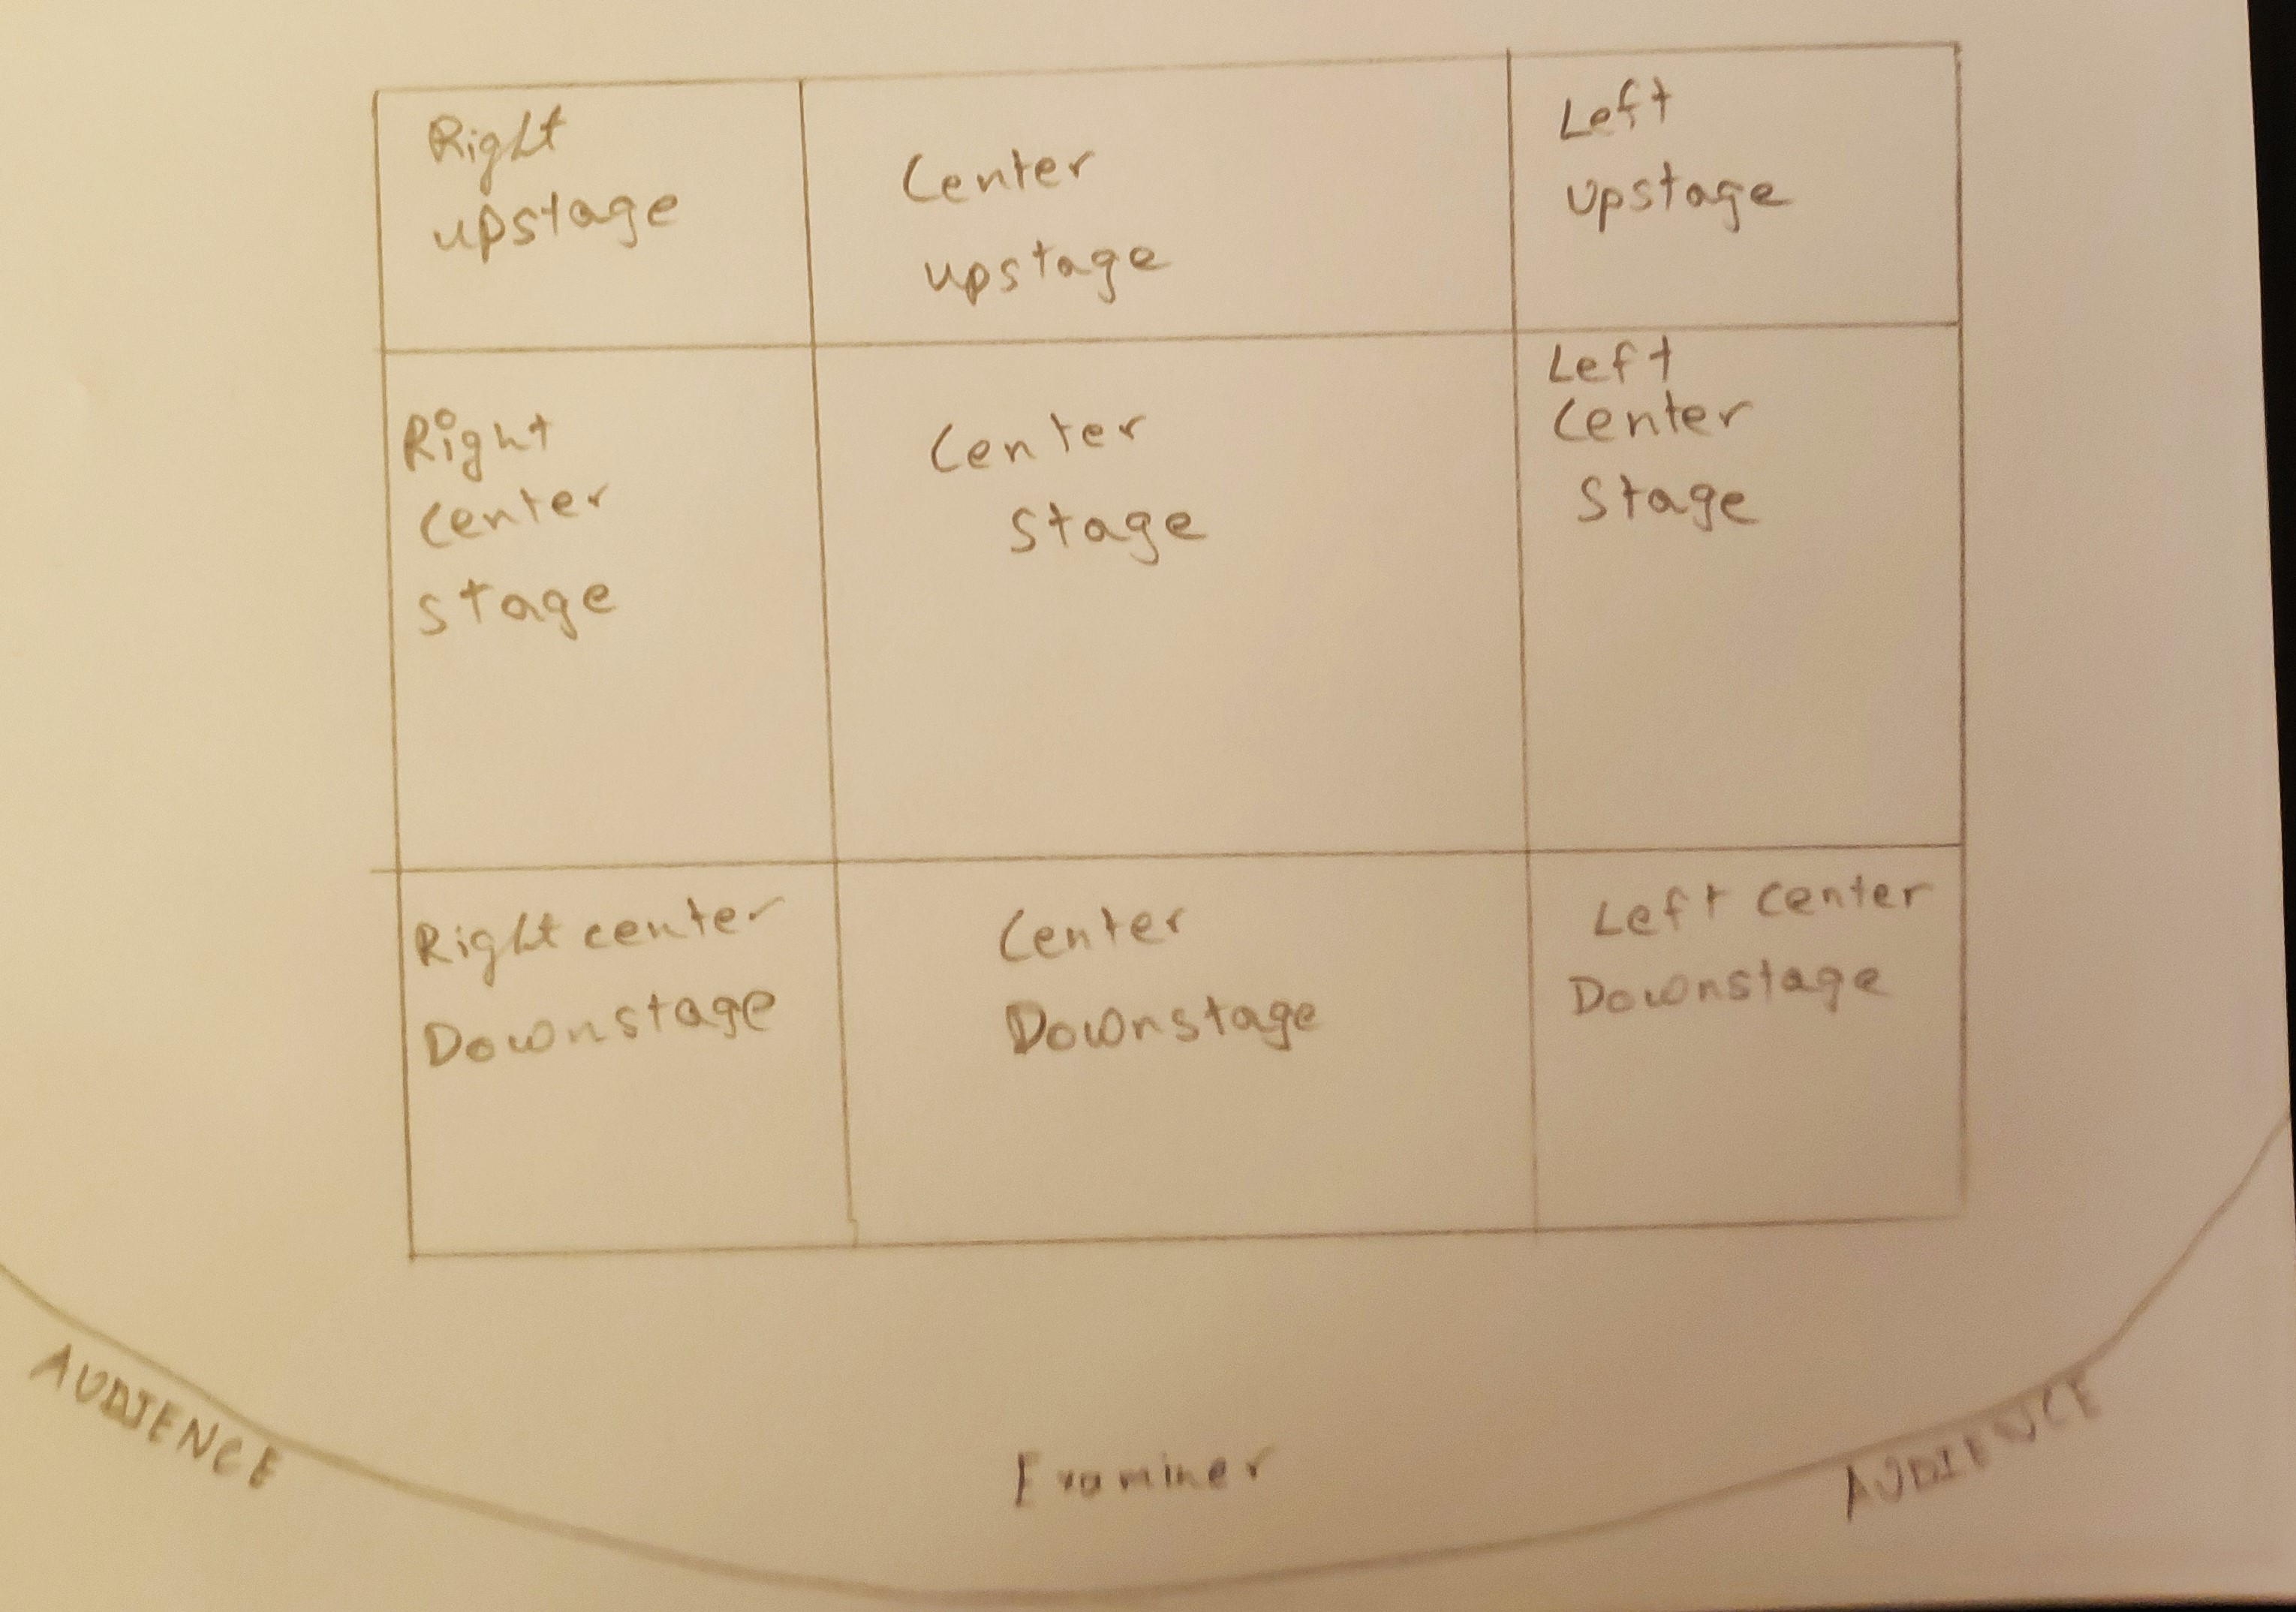 Right
upstage
Center
upstage
Left
upstage
Right
center
stage
Center
stage
Left
Center
stage
Right center
Downstage
Center
Downstage
Left center
Downstage
AUDIENCE
Examiner
AUDIENCE